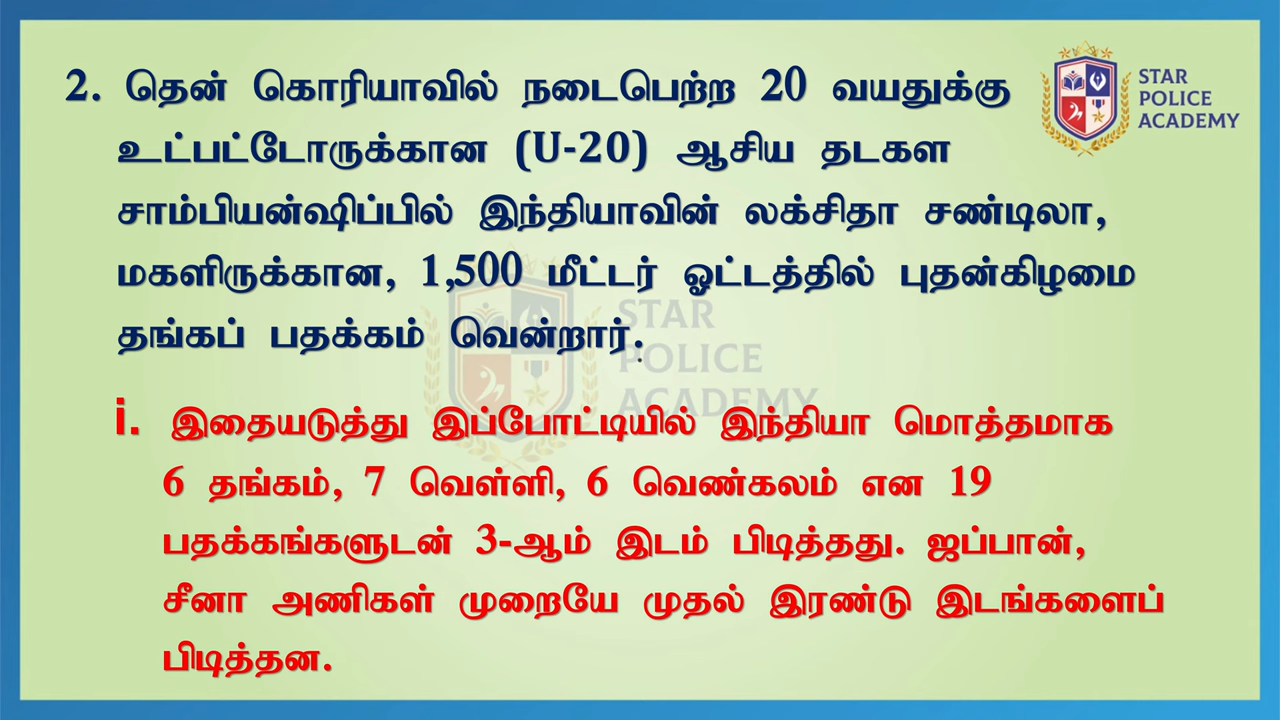 2. தென் கொரியாவில் நடைபெற்ற 20 வயதுக்கு
உட்பட்டோருக்கான (U-20) ஆசிய தடகள
சாம்பியன்ஷிப்பில் இந்தியாவின் லக்சிதா சண்டிலா,
மகளிருக்கான, 1,500 மீட்டர் ஓட்டத்தில் புதன்கிழமை
தங்கப் பதக்கம் வென்றார்.
i. இதையடுத்து இப்போட்டியில் இந்தியா மொத்தமாக
6 தங்கம், 7 வெள்ளி, 6 வெண்கலம் என 19
பதக்கங்களுடன் 3-ஆம் இடம் பிடித்தது. ஜப்பான்,
சீனா அணிகள் முறையே முதல் இரண்டு இடங்களைப்
பிடித்தன.
STAR
POLICE
ACADEMY
STAR
POLICE
ACADEMY